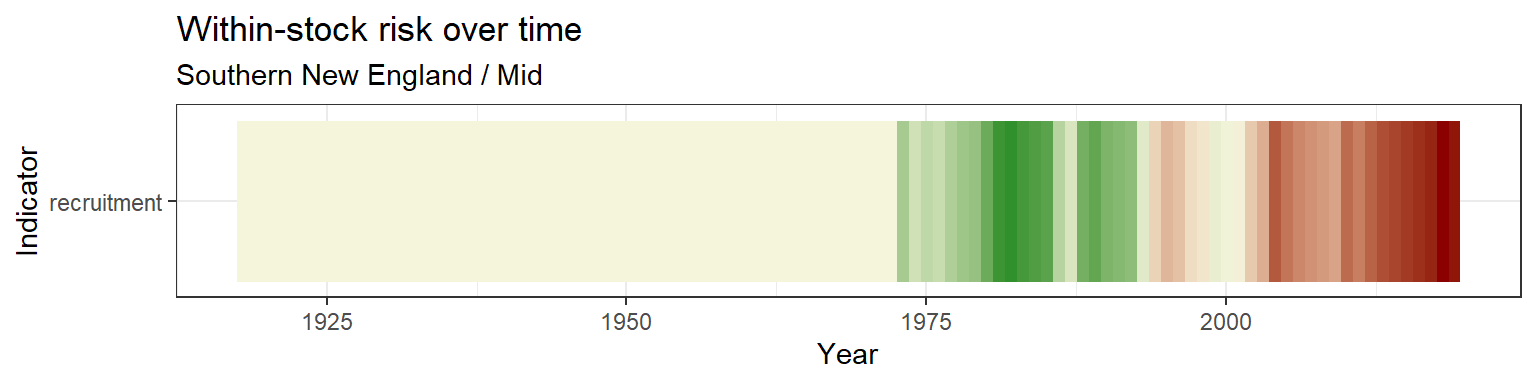 Within-stock risk over time
Southern New England / Mid
Indicator
recruitment
1925 1950 1975 2000
Year